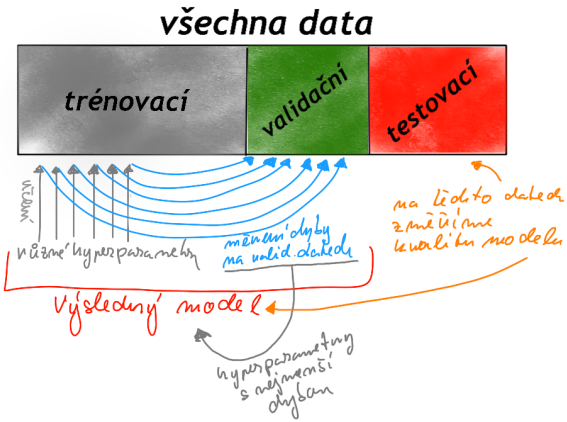 všechna data
trénovací
validační
testovací
učení
různé hyperparametry
měření chyby
na valid. datech
na těchto datech
změříme
kvalitu modelu
výsledný model
hyperparametry
s nejmenší
chybou